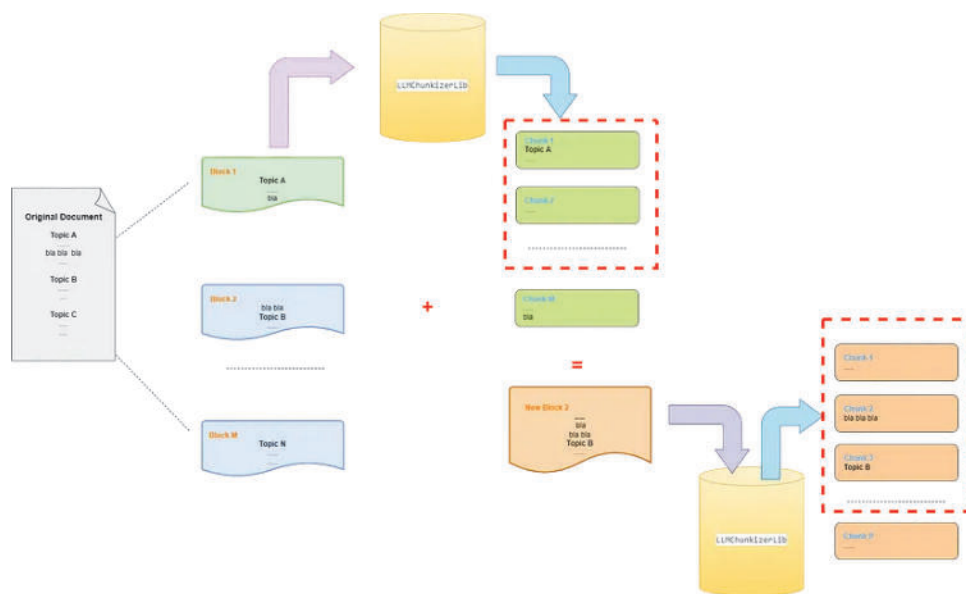 LLMChunkizerLib
Chunk 1
Topic A
Block 1
Topic A
bla
Chunk 2
Original Document
Topic A
bla bla bla
Topic B
Topic C
Block 2
bla bla
Topic B
+
Chunk M
bla
=
Chunk 1
New Block 2
bla
bla bla
Topic B
Chunk 2
bla bla bla
Block M
Topic N
Chunk 3
Topic B
LLMChunkizerLib
Chunk P